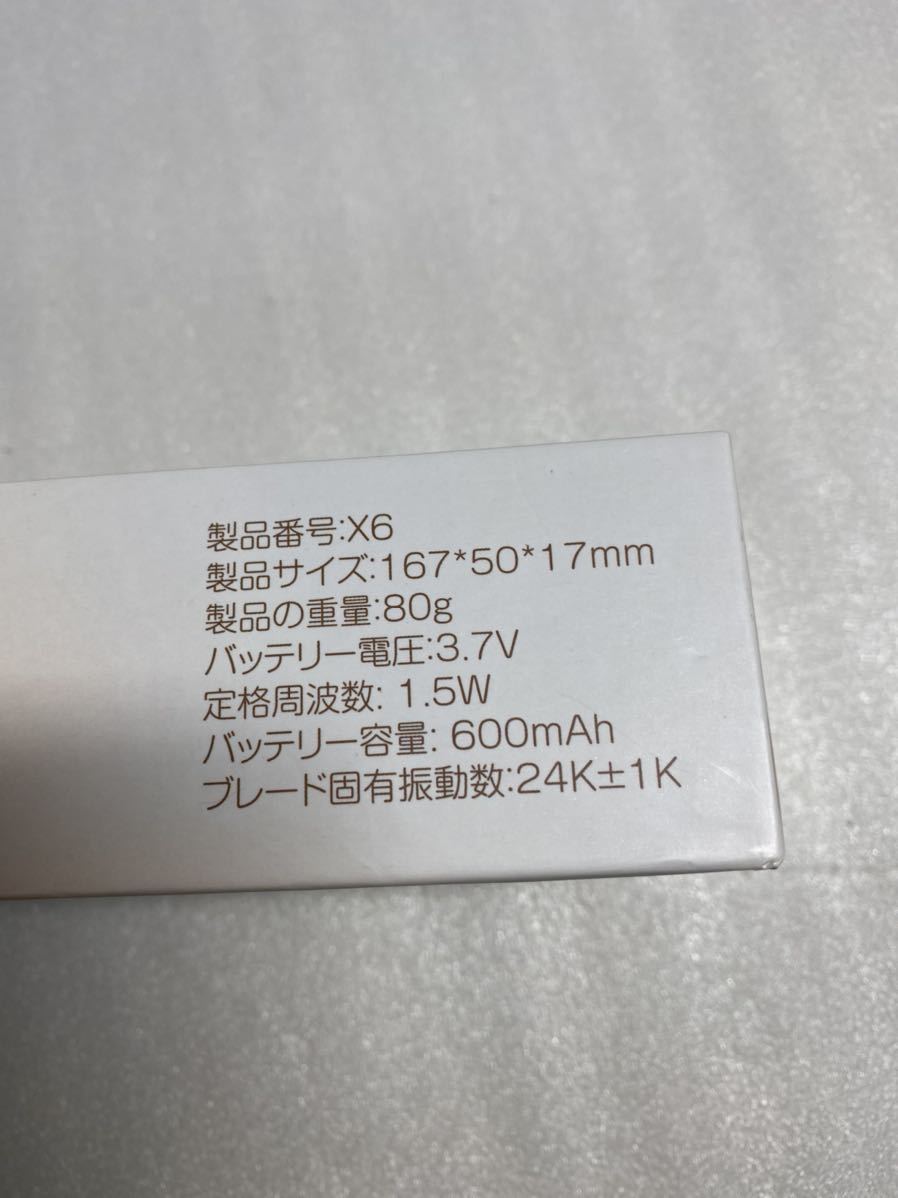 製品番号:X6
製品サイズ:167*50*17mm
製品の重量:80g
バッテリー電圧:3.7V
定格周波数: 1.5W
バッテリー容量: 600mAh
ブレード固有振動数:24K±1K